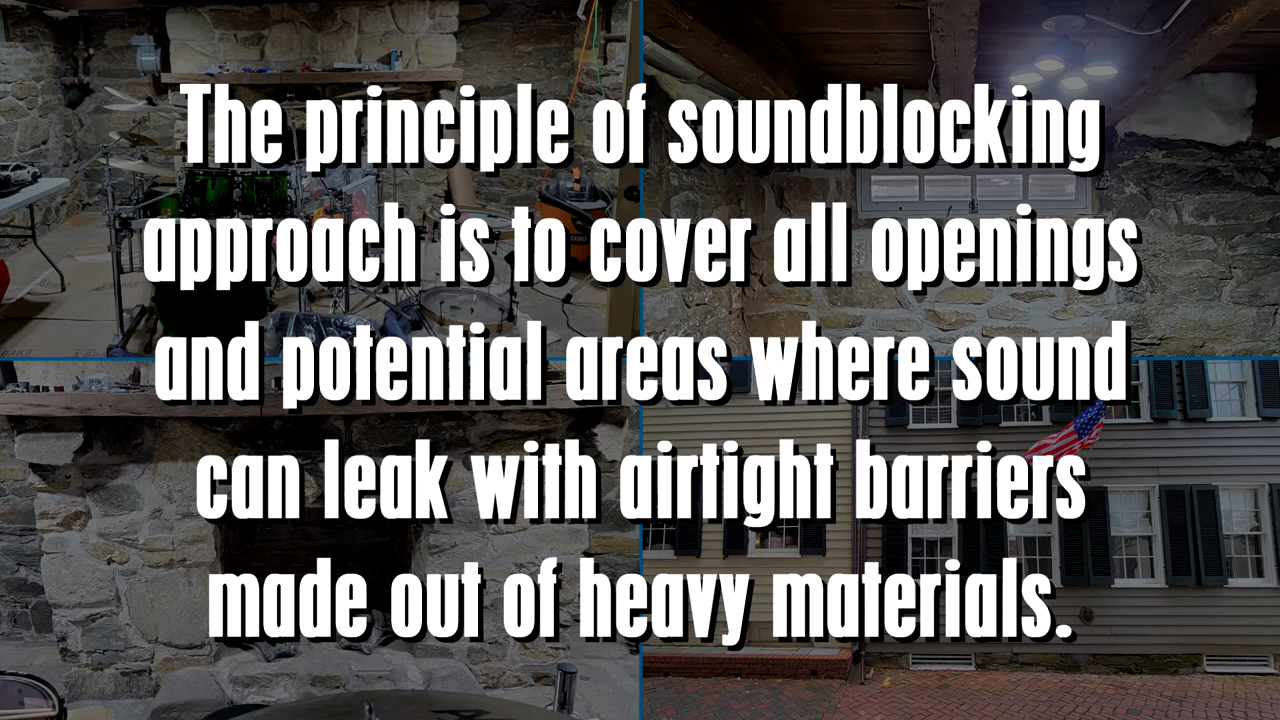 The principle of soundblocking
approach is to cover all openings
and potential areas where sound
can leak with airtight barriers
made out of heavy materials.